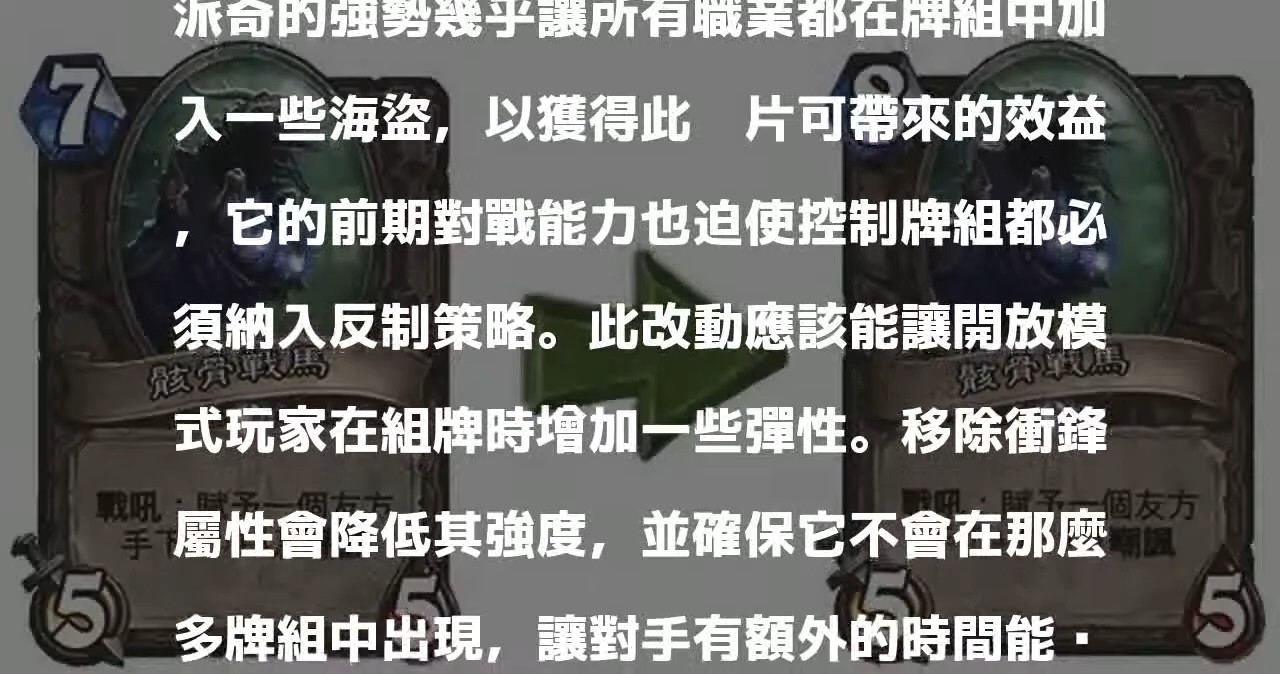 派奇的強勢幾乎讓所有職業都在牌組中加
入一些海盜，以獲得此　片可帶來的效益
，它的前期對戰能力也迫使控制牌組都必
須納入反制策略。此改動應該能讓開放模
式玩家在組牌時增加一些彈性。移除衝鋒
屬性會降低其強度，並確保它不會在那麼
多牌組中出現，讓對手有額外的時間能·
7
骸骨戰馬
戰吼：賦予一個友方
手下
5
5
8
骸骨戰馬
戰吼：賦予一個友方
嘲諷
5
5